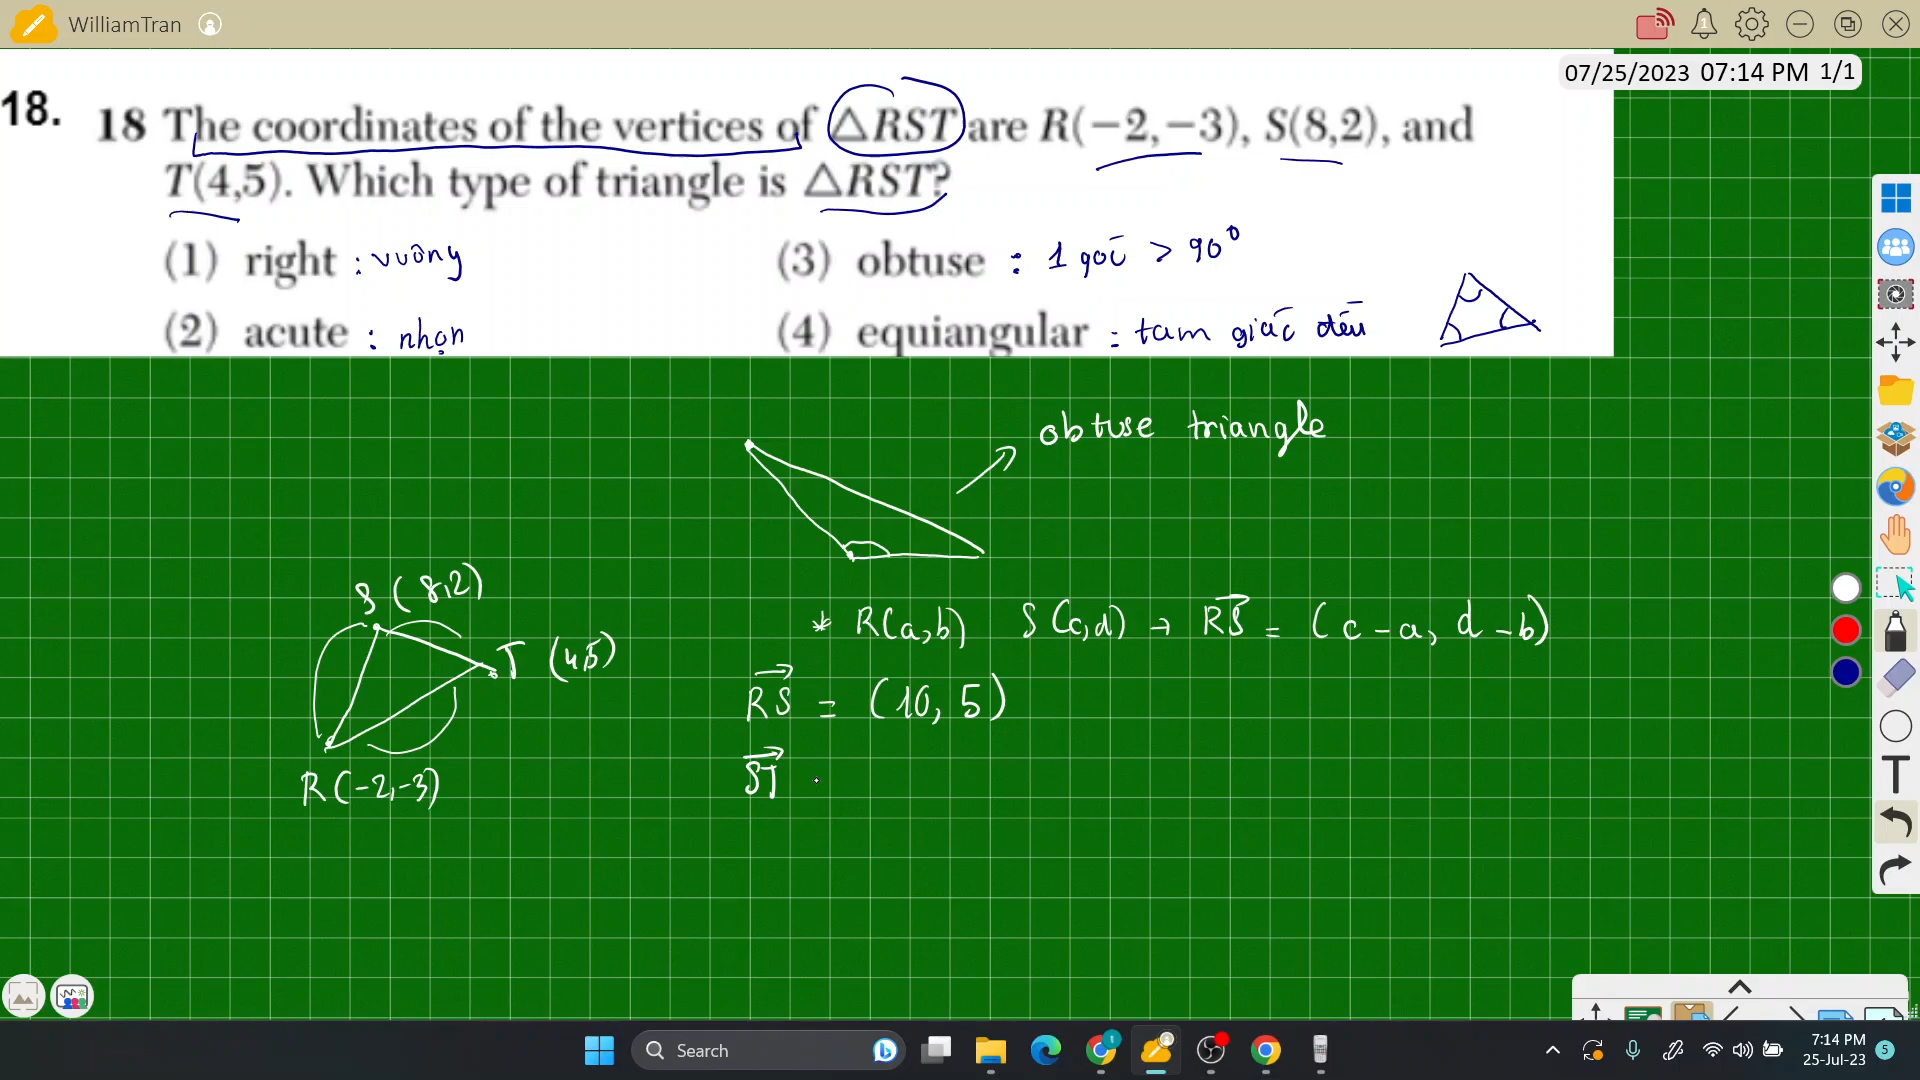 WilliamTran
07/25/2023 07:14 PM 1/1
18. 18 The coordinates of the vertices of △RST are R(−2,−3), S(8,2), and
T(4,5). Which type of triangle is △RST?
(1) right : vuông
(3) obtuse : 1 góc > 90°
(2) acute : nhọn
(4) equiangular : tam giác đều
obtuse triangle
S (8,2)
T (4,5)
R(-2,-3)
* R(a,b) S(c,d) → RS = (c-a, d-b)
RS = (10, 5)
ST
Search
7:14 PM
25-Jul-23
5